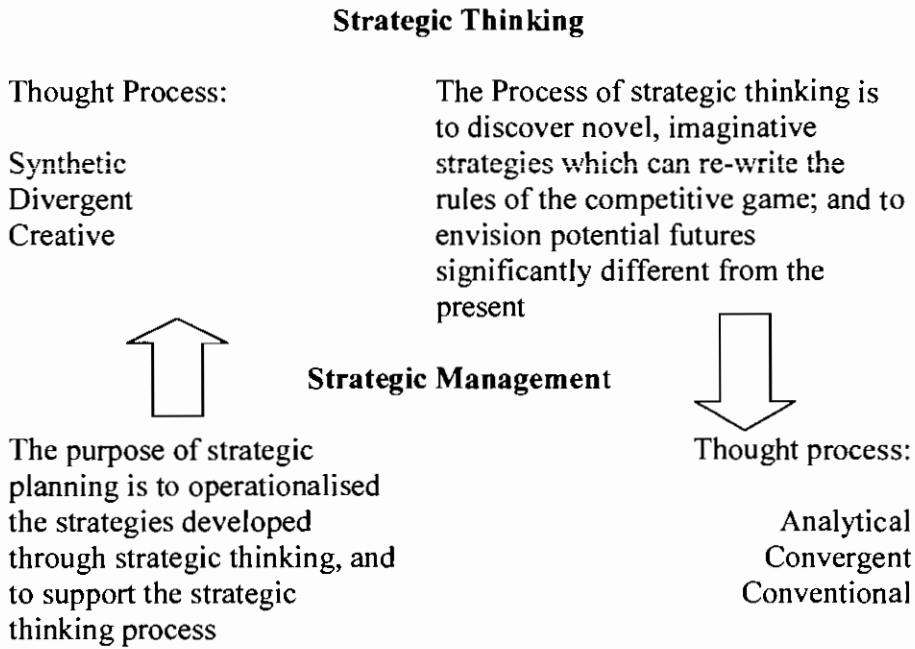 Strategic Thinking
Thought Process:
Synthetic
Divergent
Creative
The Process of strategic thinking is
to discover novel, imaginative
strategies which can re-write the
rules of the competitive game; and to
envision potential futures
significantly different from the
present
Strategic Management
The purpose of strategic
planning is to operationalised
the strategies developed
through strategic thinking, and
to support the strategic
thinking process
Thought process:
Analytical
Convergent
Conventional